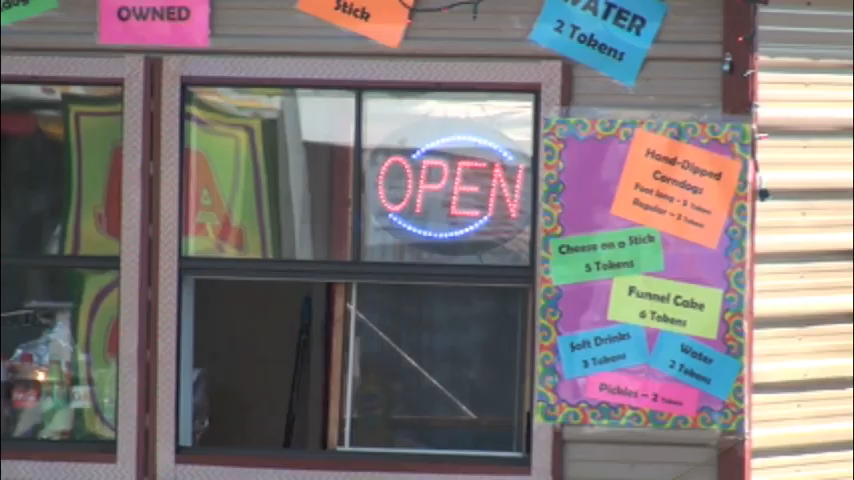 OWNED
Stick
WATER
2 Tokens
OPEN
Hand-Dipped
Corndogs
Foot long - 5 Tokens
Regular - 3 Tokens
Cheese on a Stick
5 Tokens
Funnel Cake
6 Tokens
Soft Drinks
3 Tokens
Water
2 Tokens
Pickles - 2 Tokens